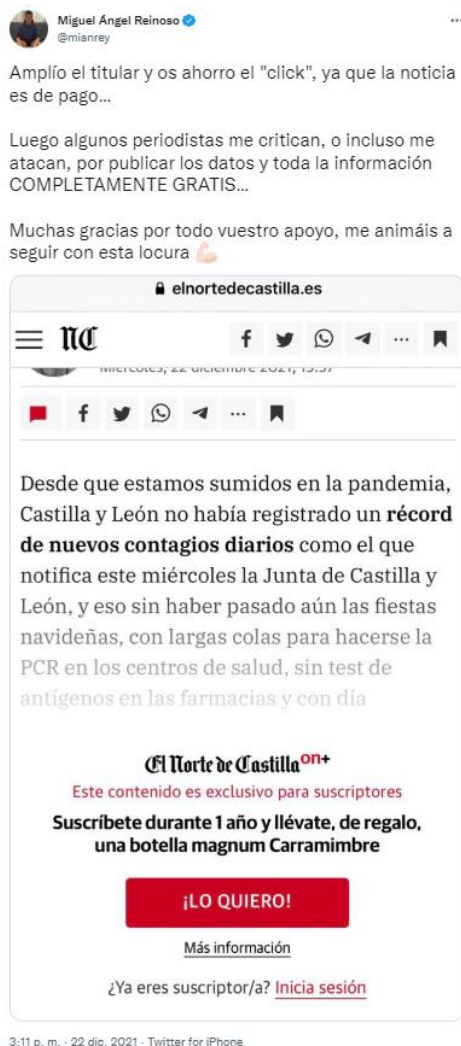 Miguel Ángel Reinoso
@mianrey
Amplío el titular y os ahorro el "click", ya que la noticia
es de pago...
Luego algunos periodistas me critican, o incluso me
atacan, por publicar los datos y toda la información
COMPLETAMENTE GRATIS...
Muchas gracias por todo vuestro apoyo, me animáis a
seguir con esta locura 💪🏻
elnortedecastilla.es
NC
Miércoles, 22 diciembre 2021, 15:57
Desde que estamos sumidos en la pandemia,
Castilla y León no había registrado un récord
de nuevos contagios diarios como el que
notifica este miércoles la Junta de Castilla y
León, y eso sin haber pasado aún las fiestas
navideñas, con largas colas para hacerse la
PCR en los centros de salud, sin test de
antígenos en las farmacias y con día
El Norte de Castilla on+
Este contenido es exclusivo para suscriptores
Suscríbete durante 1 año y llévate, de regalo,
una botella magnum Carramimbre
¡LO QUIERO!
Más información
¿Ya eres suscriptor/a? Inicia sesión
3:11 p. m. · 22 dic. 2021 · Twitter for iPhone